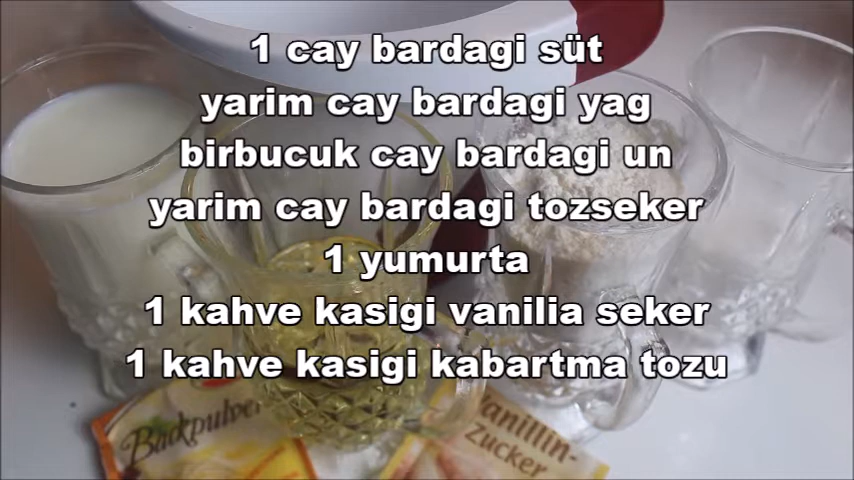 1 cay bardagi süt
yarim cay bardagi yag
birbucuk cay bardagi un
yarim cay bardagi tozseker
1 yumurta
1 kahve kasigi vanilia seker
1 kahve kasigi kabartma tozu
Backpulver
Vanillin-
Zucker